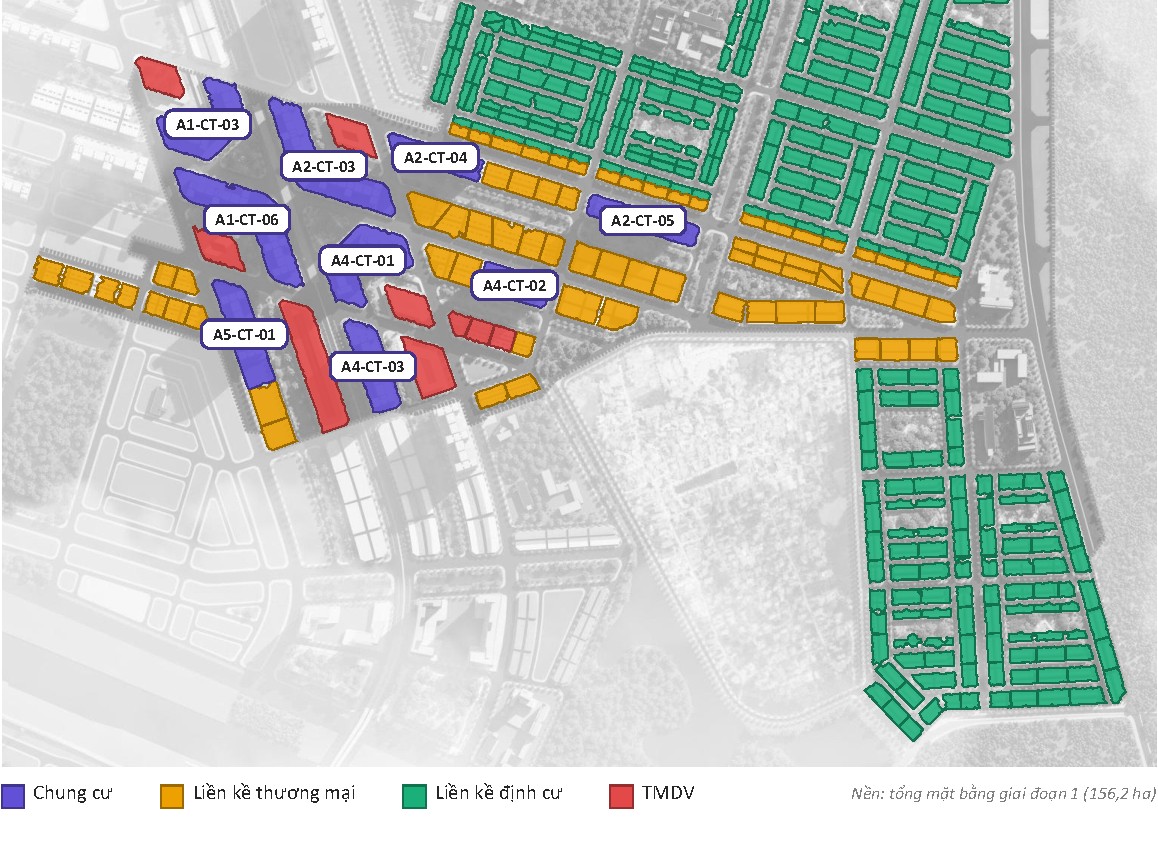 A1-CT-03
A2-CT-03
A2-CT-04
A1-CT-06
A2-CT-05
A4-CT-01
A4-CT-02
A5-CT-01
A4-CT-03
Chung cư
Liền kề thương mại
Liền kề định cư
TMDV
Nền: tổng mặt bằng giai đoạn 1 (156,2 ha)